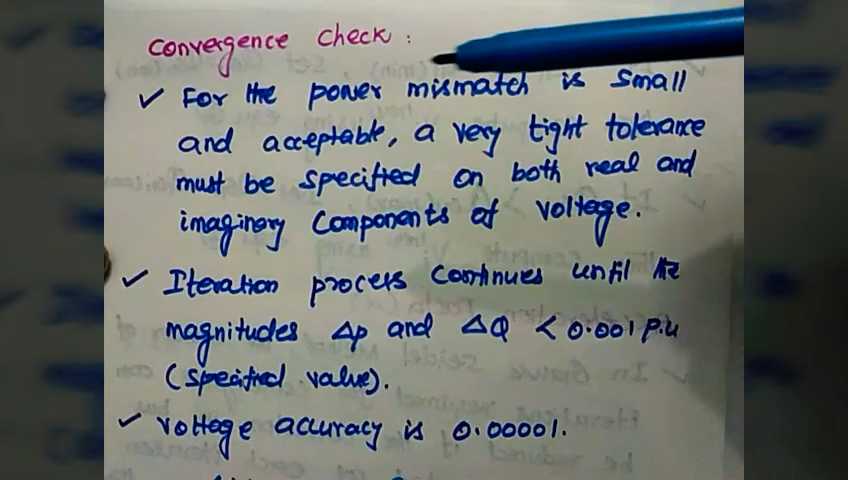 Convergence check :
✓ For the power mismatch is small
and acceptable, a very tight tolerance
must be specified on both real and
imaginary components of voltage.
✓ Iteration process continues until the
magnitudes Δp and ΔQ < 0.001 p.u
(specified value).
✓ voltage accuracy is 0.00001.